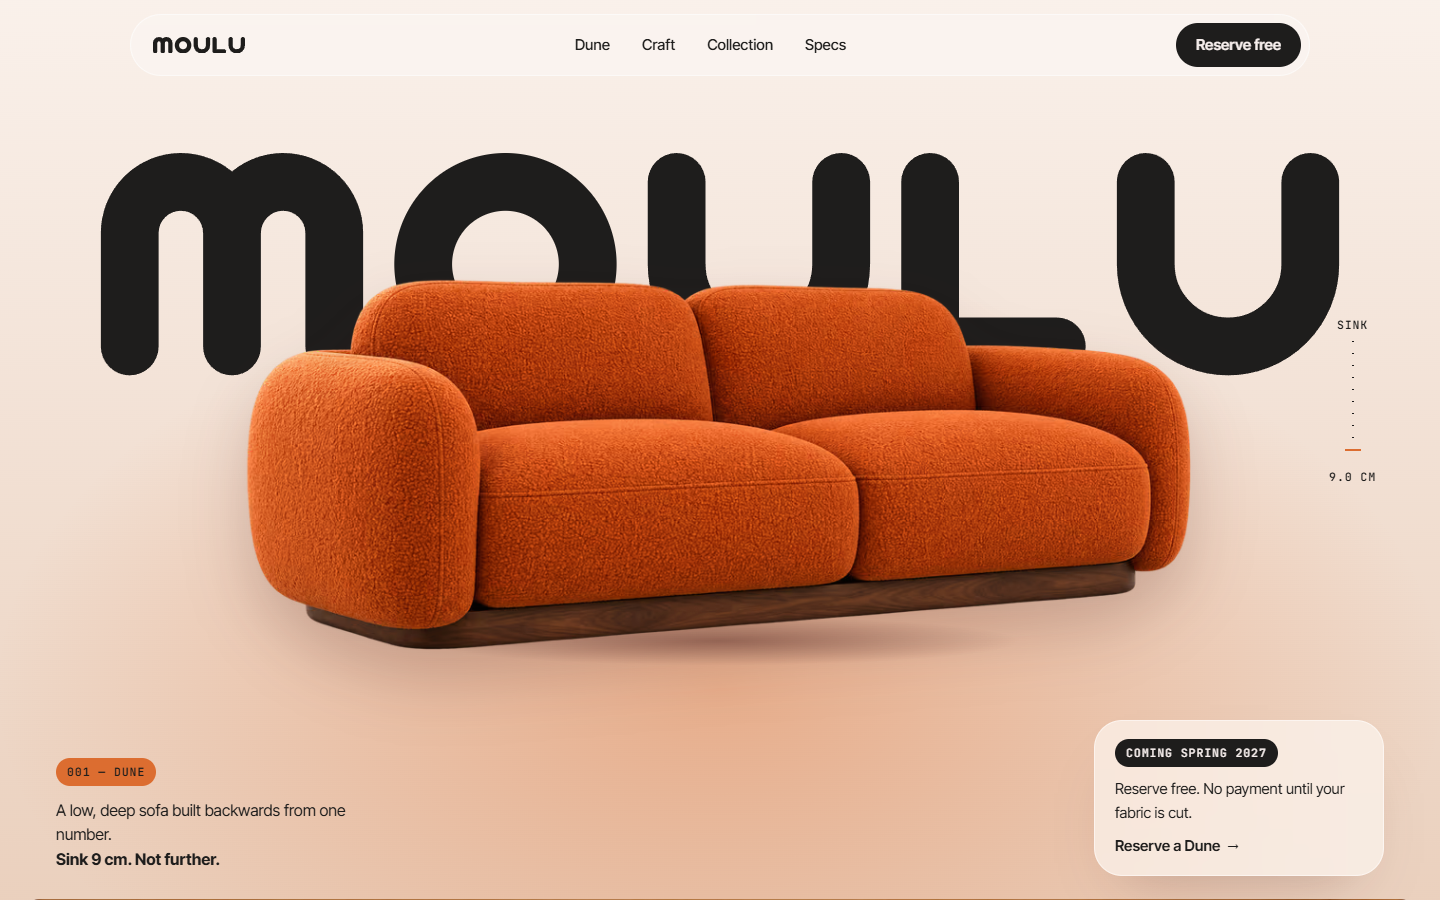 MOULU
Dune
Craft
Collection
Specs
Reserve free
MOULU
SINK
9.0 CM
001 — DUNE
A low, deep sofa built backwards from one
number.
Sink 9 cm. Not further.
COMING SPRING 2027
Reserve free. No payment until your
fabric is cut.
Reserve a Dune →